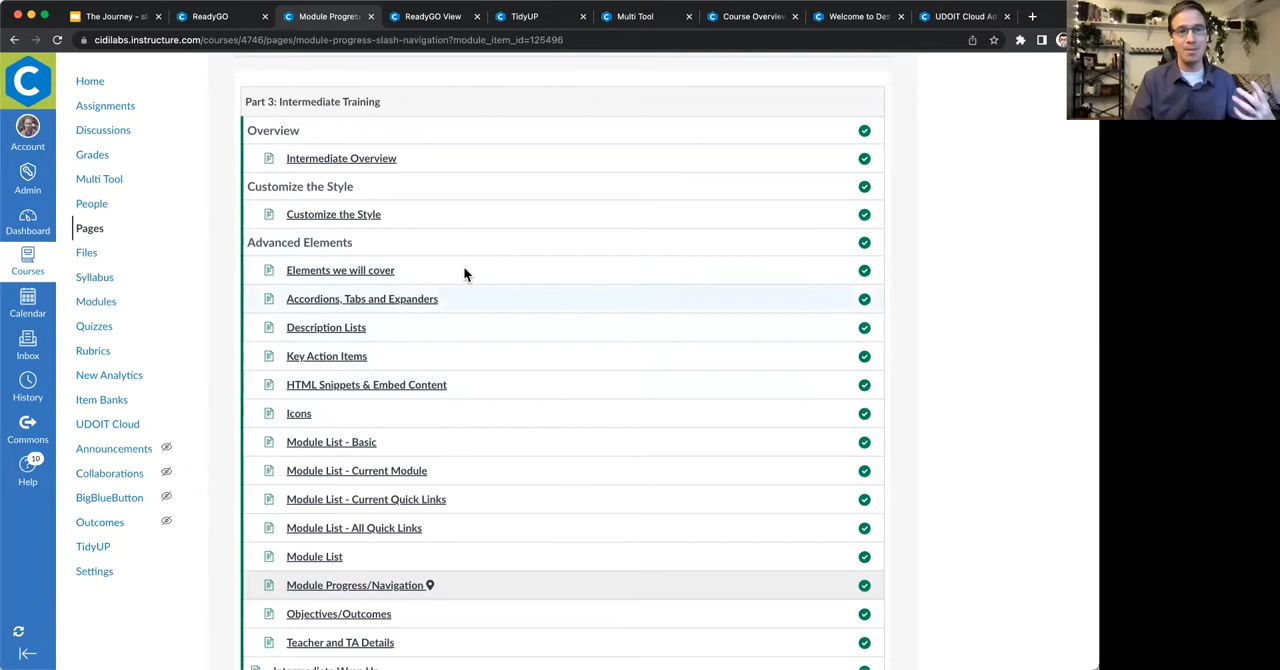 The Journey - sl
ReadyGO
Module Progres
ReadyGO View
TidyUP
Multi Tool
Course Overview
Welcome to Des
UDOIT Cloud Ad
cidilabs.instructure.com/courses/4746/pages/module-progress-slash-navigation?module_item_id=125496
Account
Admin
Dashboard
Courses
Calendar
Inbox
History
Commons
10
Help
Home
Assignments
Discussions
Grades
Multi Tool
People
Pages
Files
Syllabus
Modules
Quizzes
Rubrics
New Analytics
Item Banks
UDOIT Cloud
Announcements
Collaborations
BigBlueButton
Outcomes
TidyUP
Settings
Part 3: Intermediate Training
Overview
Intermediate Overview
Customize the Style
Customize the Style
Advanced Elements
Elements we will cover
Accordions, Tabs and Expanders
Description Lists
Key Action Items
HTML Snippets & Embed Content
Icons
Module List - Basic
Module List - Current Module
Module List - Current Quick Links
Module List - All Quick Links
Module List
Module Progress/Navigation
Objectives/Outcomes
Teacher and TA Details
Intermediate Wrap Up